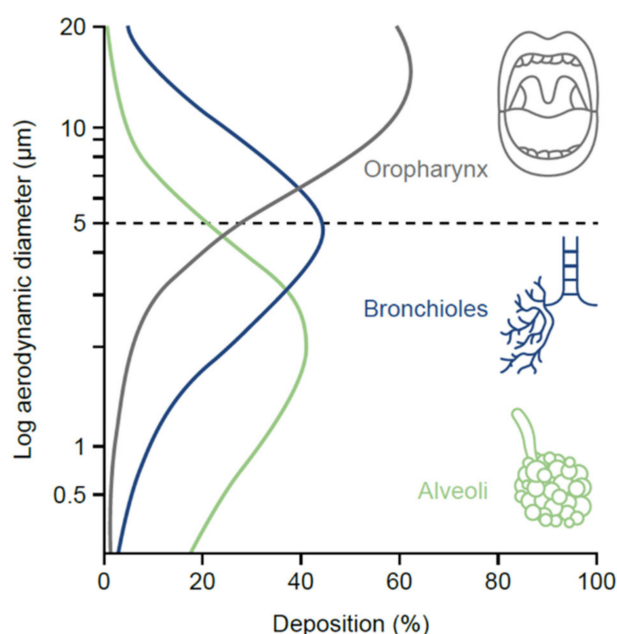 Log aerodynamic diameter (µm)
20
10
5
1
0.5
Oropharynx
Bronchioles
Alveoli
0 20 40 60 80 100
Deposition (%)